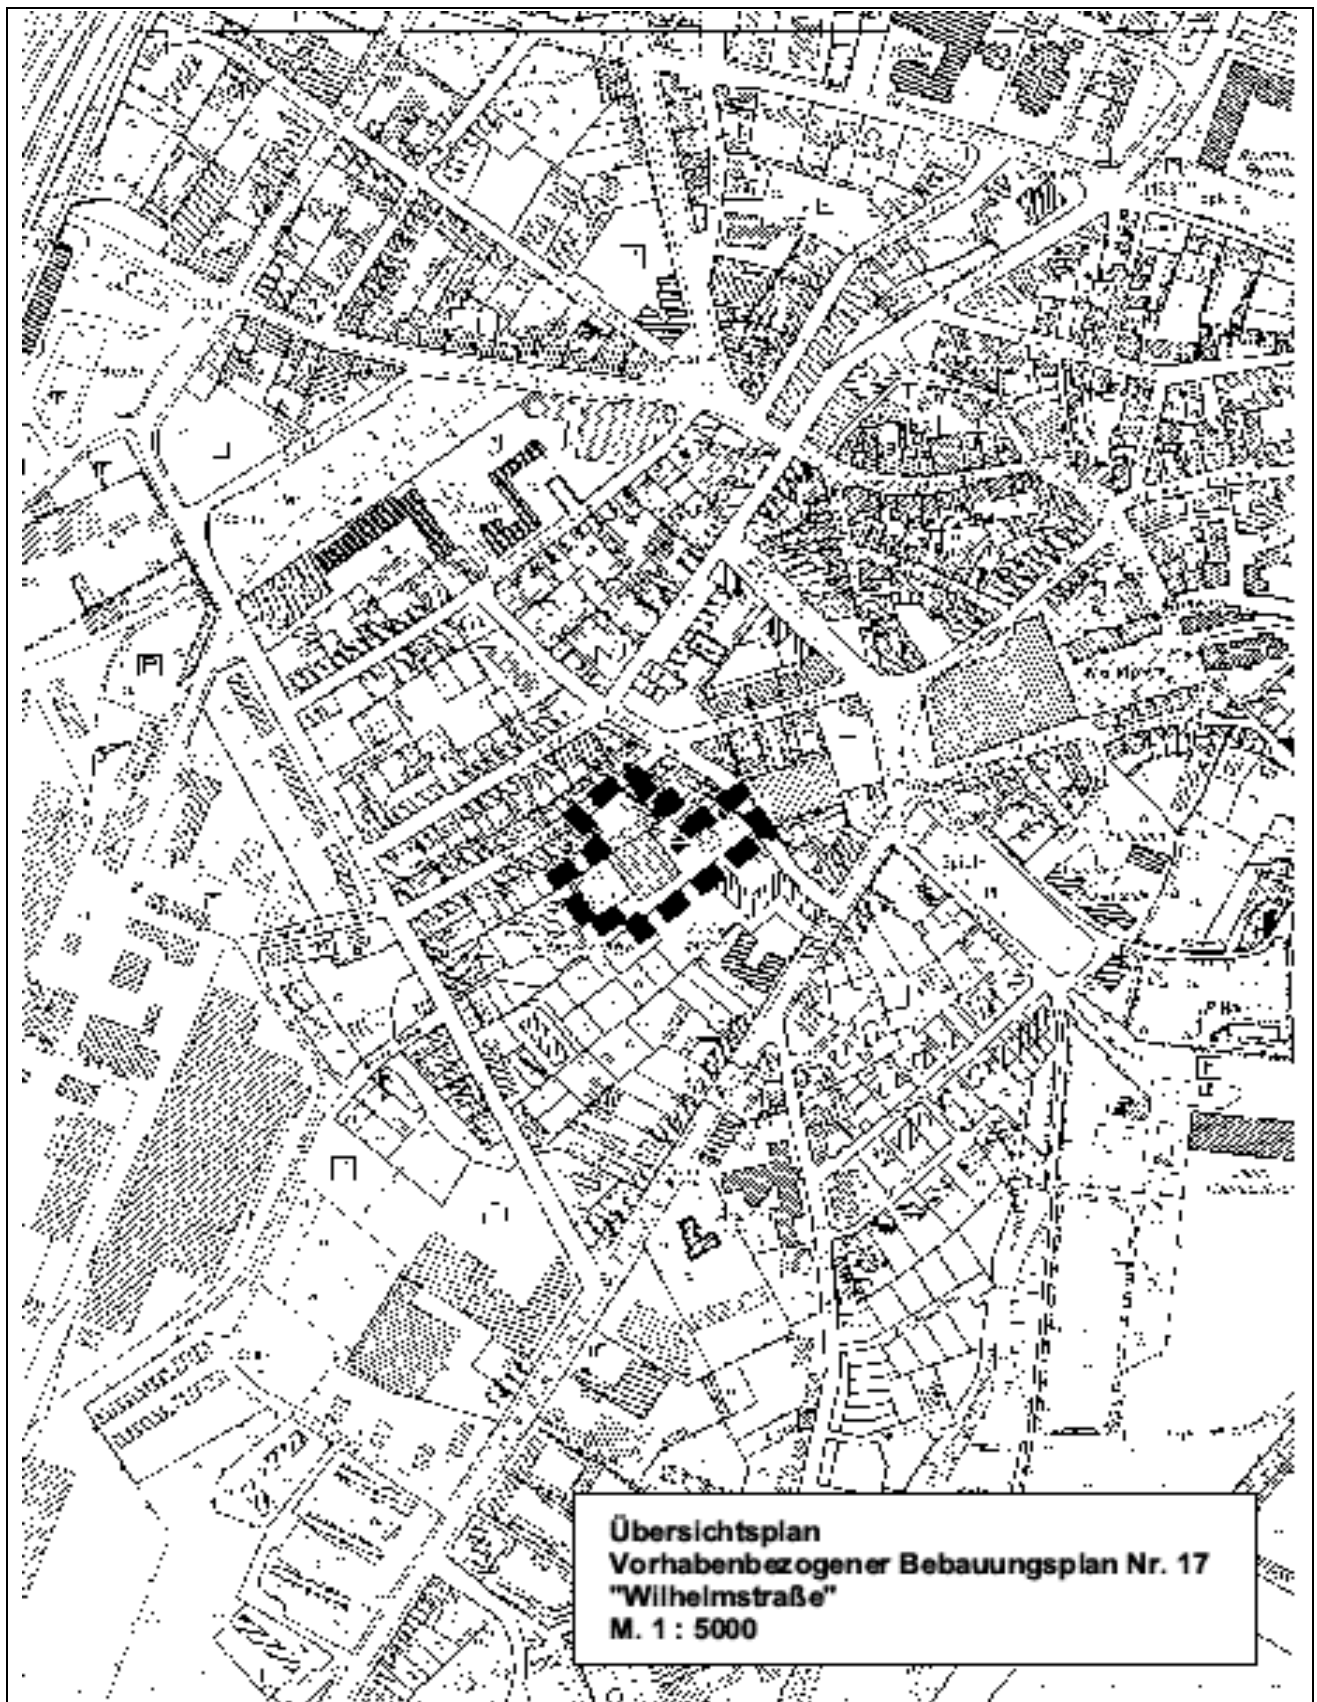 Übersichtsplan
Vorhabenbezogener Bebauungsplan Nr. 17
"Wilhelmstraße"
M. 1 : 5000